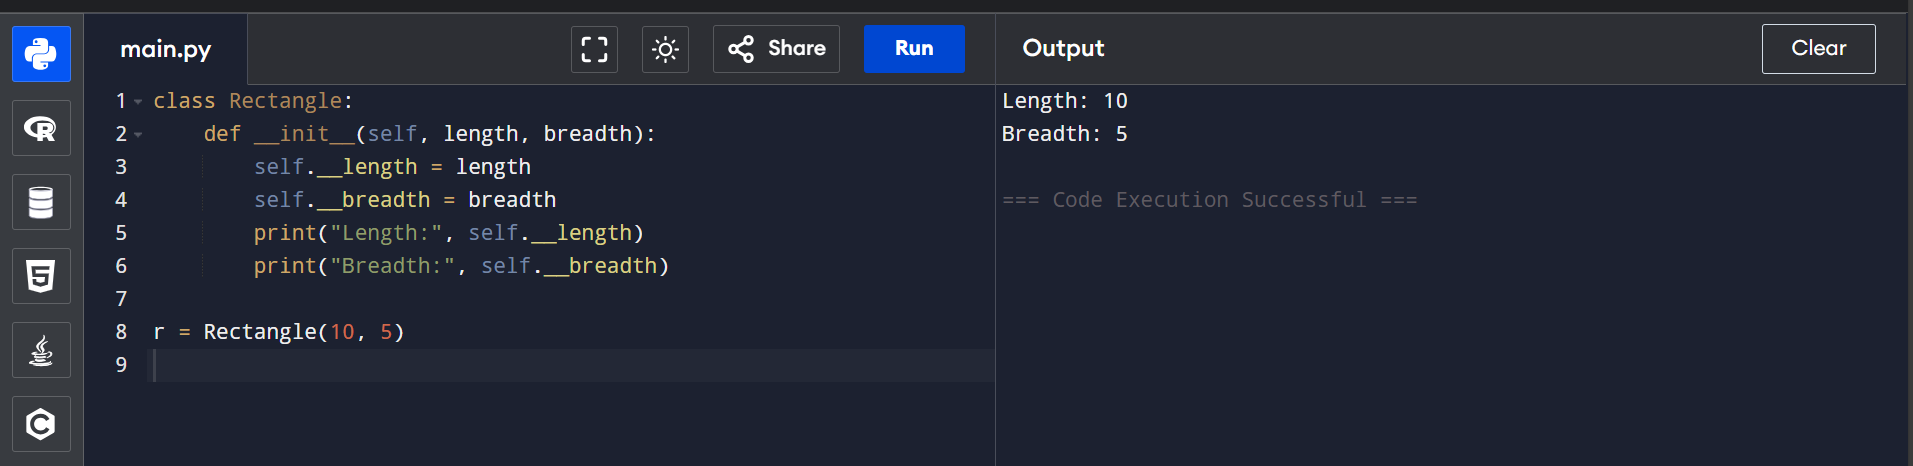 main.py
Share
Run
Output
Clear
1 class Rectangle:
2     def __init__(self, length, breadth):
3         self.__length = length
4         self.__breadth = breadth
5         print("Length:", self.__length)
6         print("Breadth:", self.__breadth)
7
8 r = Rectangle(10, 5)
9
Length: 10
Breadth: 5
=== Code Execution Successful ===
R
5
C